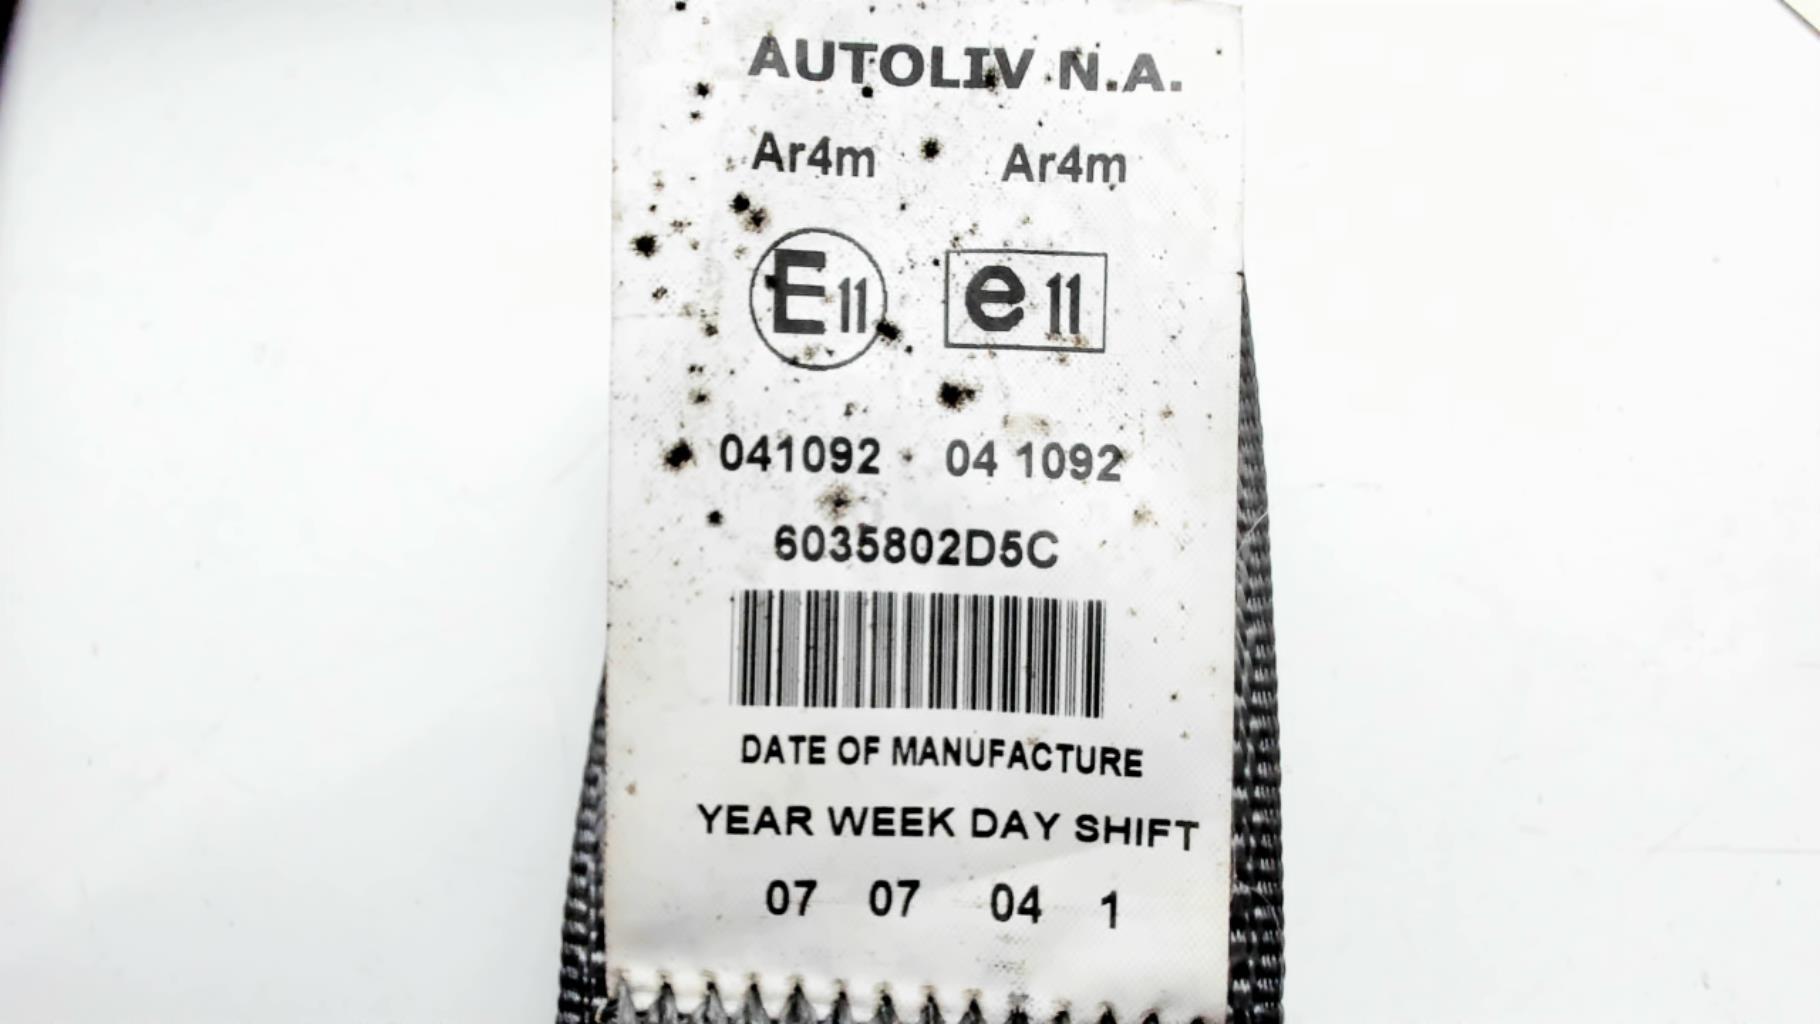 AUTOLIV N.A.
Ar4m Ar4m
E11 e11
041092 04 1092
6035802D5C
DATE OF MANUFACTURE
YEAR WEEK DAY SHIFT
07 07 04 1